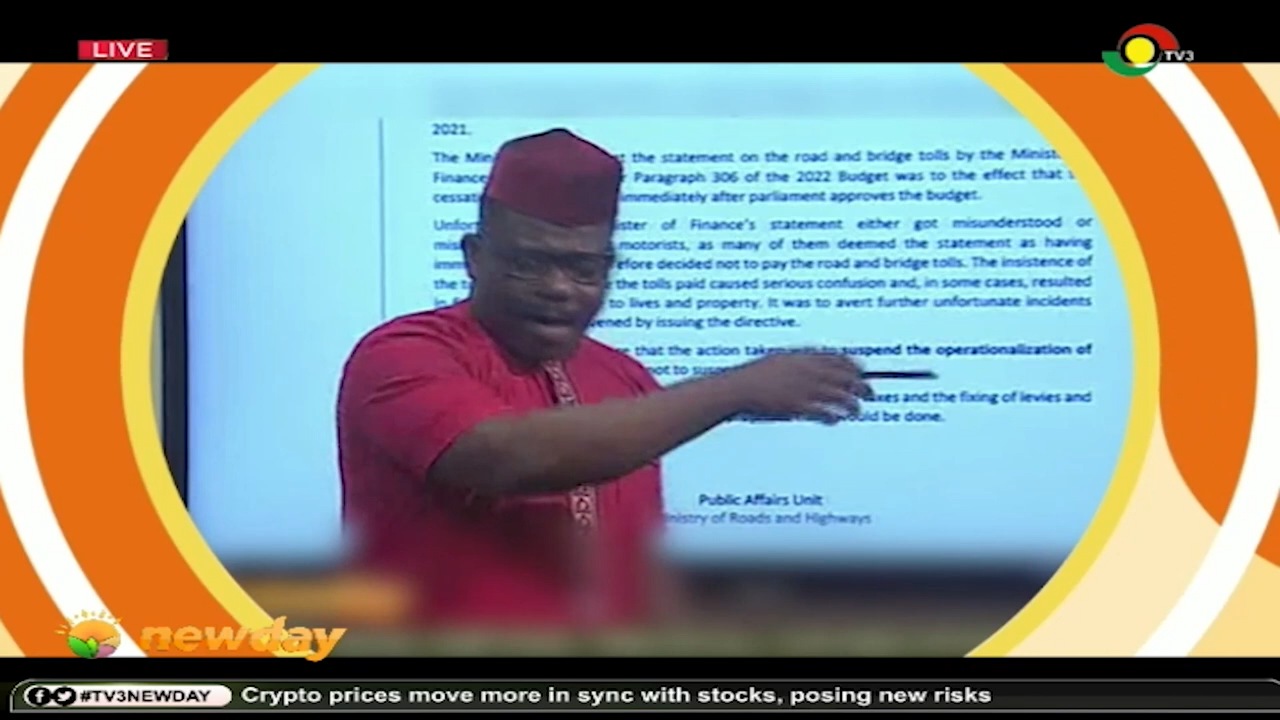 LIVE
TV3
2021.
The Min t the statement on the road and bridge tolls by the
Finance Paragraph 306 of the 2022 Budget was to the effect that
cessat immediately after parliament approves the budget.
Unfor ister of Finance's statement either got misunderstood or
mis motorists, as many of them deemed the statement as having
imm efore decided not to pay the road and bridge tolls. The insistence of
the t the tolls paid caused serious confusion and, in some cases, resulted
in to lives and property. It was to avert further unfortunate incidents
vened by issuing the directive.
that the action taken to suspend the operationalization of
not to
and the fixing of levies and
be done.
Public Affairs Unit
nistry of Roads and Highways
newday
#TV3NEWDAY Crypto prices move more in sync with stocks, posing new risks